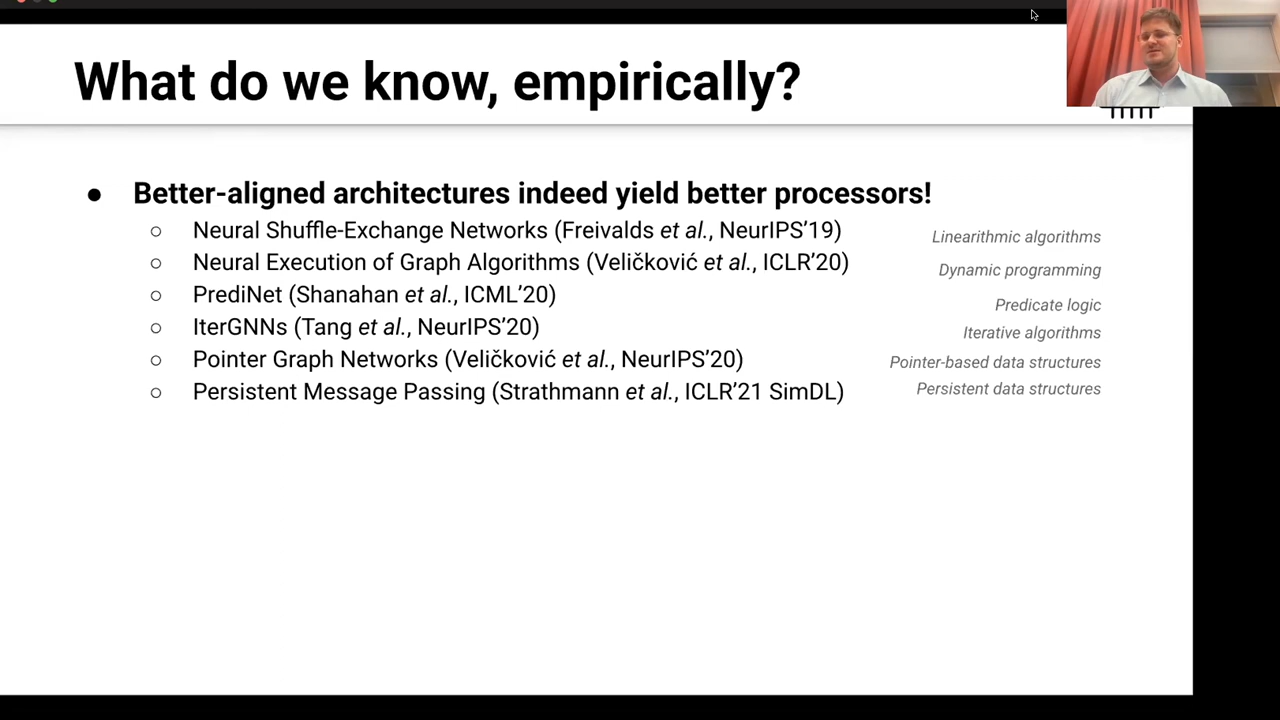 What do we know, empirically?
● Better-aligned architectures indeed yield better processors!
○ Neural Shuffle-Exchange Networks (Freivalds et al., NeurIPS’19) Linearithmic algorithms
○ Neural Execution of Graph Algorithms (Veličković et al., ICLR’20) Dynamic programming
○ PrediNet (Shanahan et al., ICML’20) Predicate logic
○ IterGNNs (Tang et al., NeurIPS’20) Iterative algorithms
○ Pointer Graph Networks (Veličković et al., NeurIPS’20) Pointer-based data structures
○ Persistent Message Passing (Strathmann et al., ICLR’21 SimDL) Persistent data structures